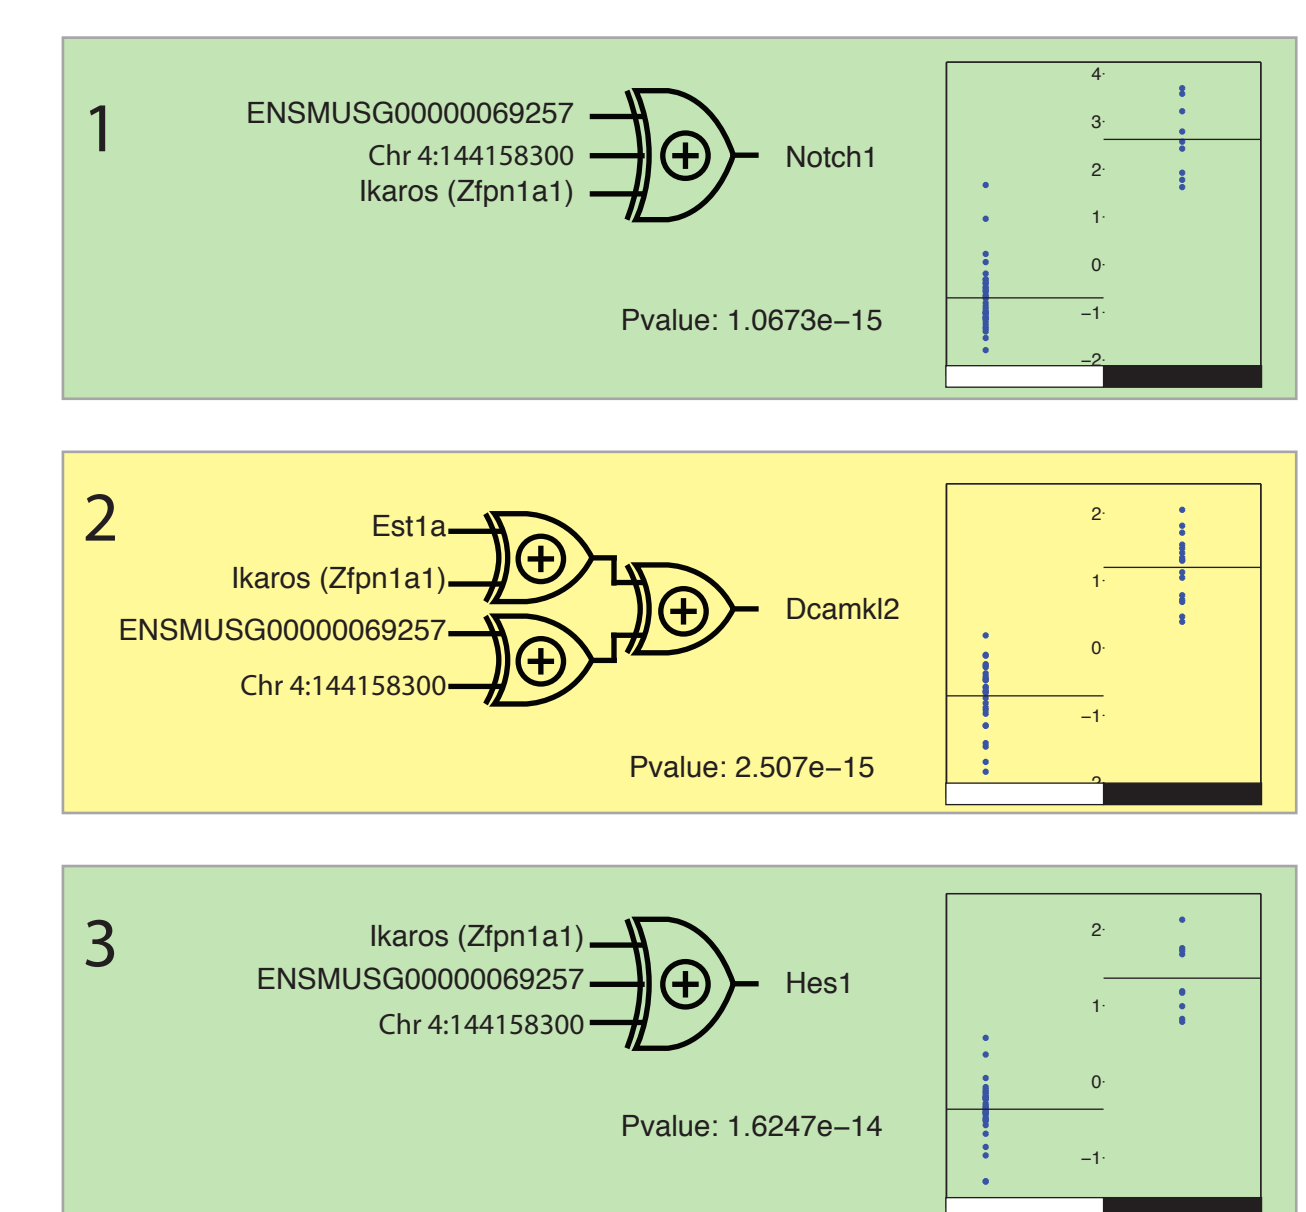 1
ENSMUSG00000069257
Chr 4:144158300
Ikaros (Zfpn1a1)
Notch1
Pvalue: 1.0673e−15
4
3
2
1
0
−1
−2
2
Est1a
Ikaros (Zfpn1a1)
ENSMUSG00000069257
Chr 4:144158300
Dcamkl2
Pvalue: 2.507e−15
2
1
0
−1
3
Ikaros (Zfpn1a1)
ENSMUSG00000069257
Chr 4:144158300
Hes1
Pvalue: 1.6247e−14
2
1
0
−1